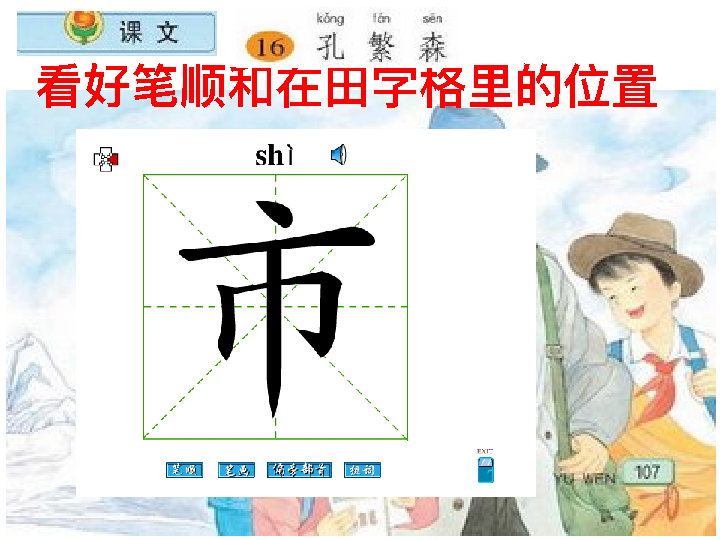 课文
kǒng fán sēn
16 孔 繁 森
看好笔顺和在田字格里的位置
shì
市
笔顺 笔画 偏旁部首 组词
EXIT
YU WEN 107